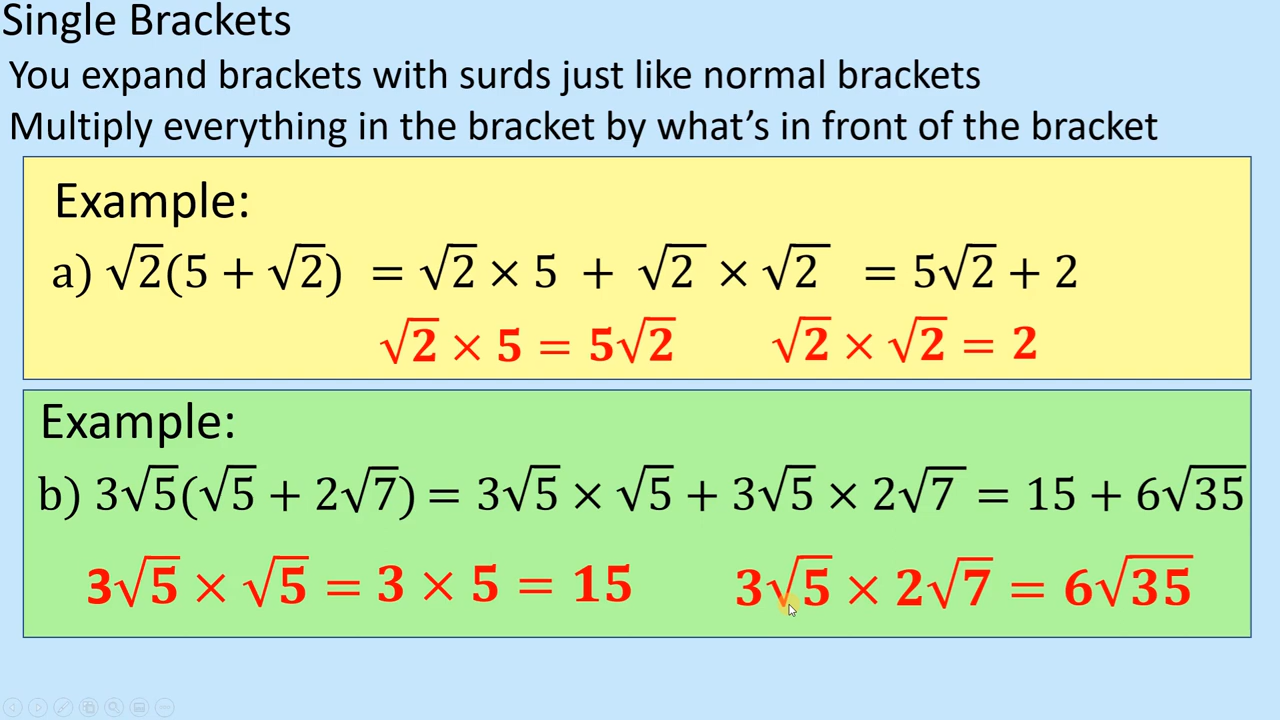 Single Brackets
You expand brackets with surds just like normal brackets
Multiply everything in the bracket by what’s in front of the bracket
Example:
a) √2(5 + √2) = √2 × 5 + √2 × √2 = 5√2 + 2
√2 × 5 = 5√2 √2 × √2 = 2
Example:
b) 3√5(√5 + 2√7) = 3√5 × √5 + 3√5 × 2√7 = 15 + 6√35
3√5 × √5 = 3 × 5 = 15 3√5 × 2√7 = 6√35